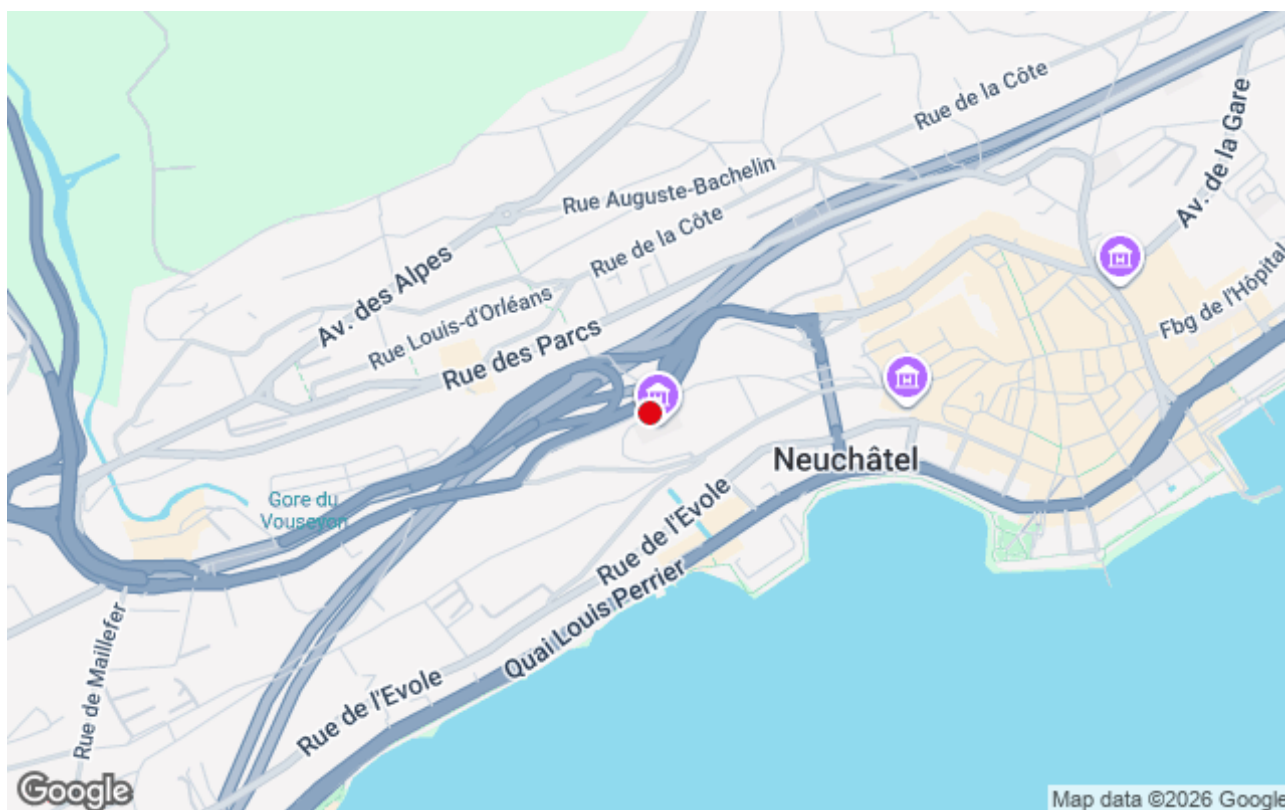 Rue de la Côte
Av. de la Gare
Rue Auguste-Bachelin
Rue de la Côte
Av. des Alpes
Rue Louis-d'Orléans
Rue des Parcs
Fbg de l'Hôpital
Neuchâtel
Gore du
Vouseyon
Rue de l'Evole
Quai Louis Perrier
Rue de Maillefer
Rue de l'Evole
Google
Map data ©2026 Google